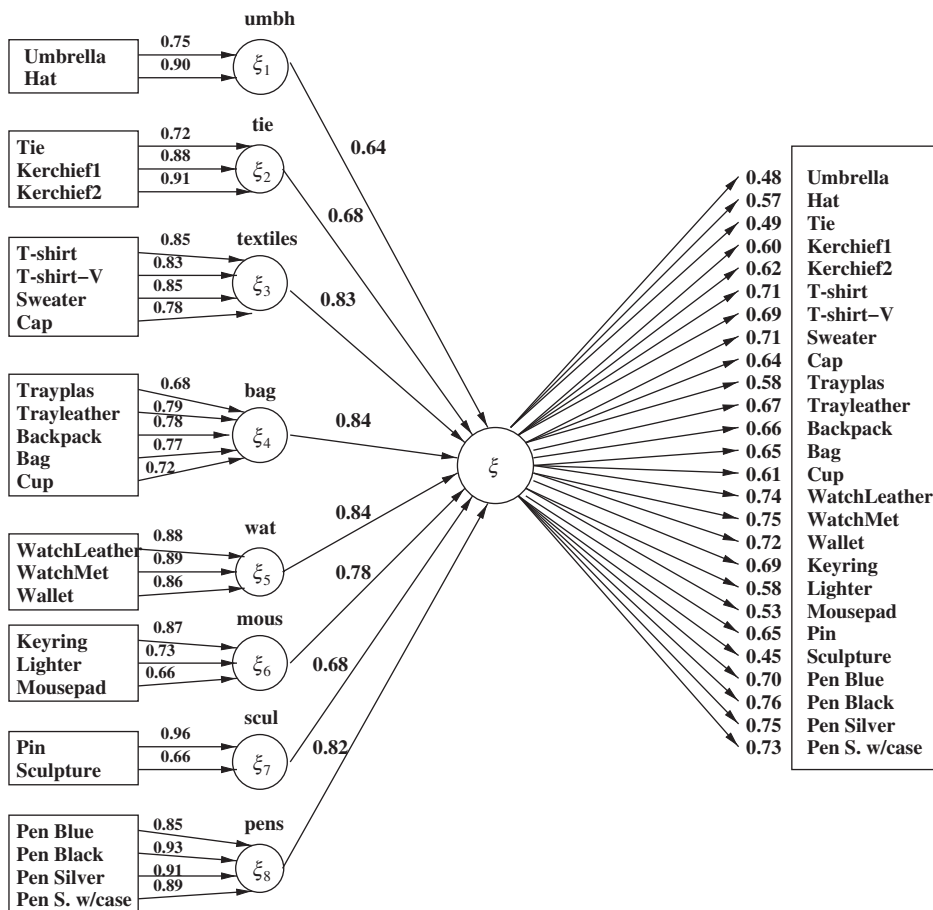 umbh
0.75
0.90
Umbrella
Hat
ξ1
tie
0.72
0.88
0.91
Tie
Kerchief1
Kerchief2
ξ2
textiles
0.85
0.83
0.85
0.78
T-shirt
T-shirt–V
Sweater
Cap
ξ3
bag
0.68
0.79
0.78
0.77
0.72
Trayplas
Trayleather
Backpack
Bag
Cup
ξ4
wat
0.88
0.89
0.86
WatchLeather
WatchMet
Wallet
ξ5
mous
0.87
0.73
0.66
Keyring
Lighter
Mousepad
ξ6
scul
0.96
0.66
Pin
Sculpture
ξ7
pens
0.85
0.93
0.91
0.89
Pen Blue
Pen Black
Pen Silver
Pen S. w/case
ξ8
0.64
0.68
0.83
0.84
0.84
0.78
0.68
0.82
ξ
0.48 Umbrella
0.57 Hat
0.49 Tie
0.60 Kerchief1
0.62 Kerchief2
0.71 T-shirt
0.69 T-shirt–V
0.71 Sweater
0.64 Cap
0.58 Trayplas
0.67 Trayleather
0.66 Backpack
0.65 Bag
0.61 Cup
0.74 WatchLeather
0.75 WatchMet
0.72 Wallet
0.69 Keyring
0.58 Lighter
0.53 Mousepad
0.65 Pin
0.45 Sculpture
0.70 Pen Blue
0.76 Pen Black
0.75 Pen Silver
0.73 Pen S. w/case